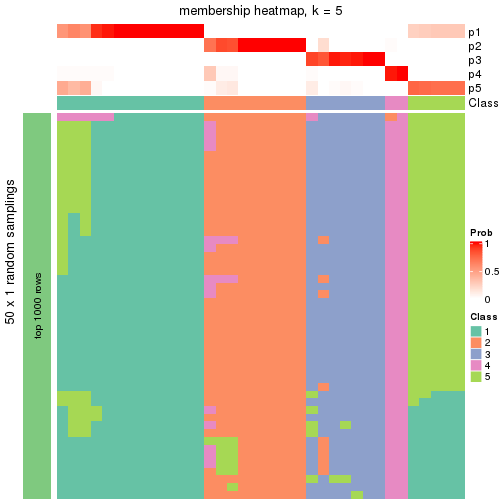 membership heatmap, k = 5
p1
p2
p3
p4
p5
Class
50 x 1 random samplings
top 1000 rows
Prob
1
0.5
0
Class
1
2
3
4
5